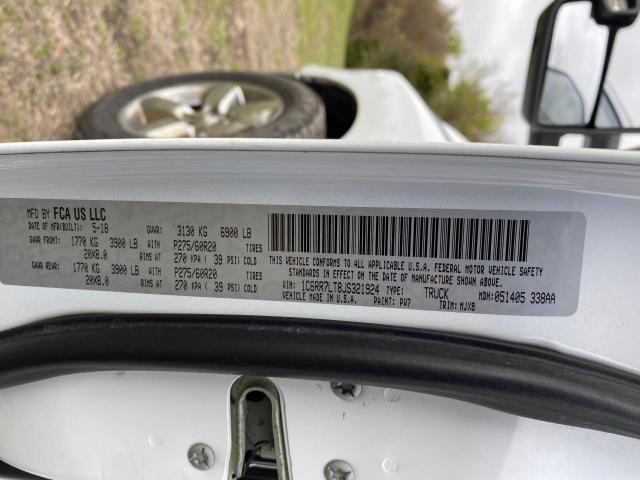 MFD BY FCA US LLC
DATE OF MFR(BUILT): 5-18 GVWR: 3130 KG 6900 LB
GAWR FRONT: 1770 KG 3900 LB WITH P275/60R20 TIRES
20X8.0 RIMS AT 270 KPA ( 39 PSI) COLD
GAWR REAR: 1770 KG 3900 LB WITH P275/60R20 TIRES
20X8.0 RIMS AT 270 KPA ( 39 PSI) COLD
THIS VEHICLE CONFORMS TO ALL APPLICABLE U.S.A. FEDERAL MOTOR VEHICLE SAFETY
STANDARDS IN EFFECT ON THE DATE OF MANUFACTURE SHOWN ABOVE.
VIN: 1C6RR7LT8JS321924 TYPE: TRUCK MDH:051405 338AA
VEHICLE MADE IN U.S.A. PAINT: PW7 TRIM: MJX8